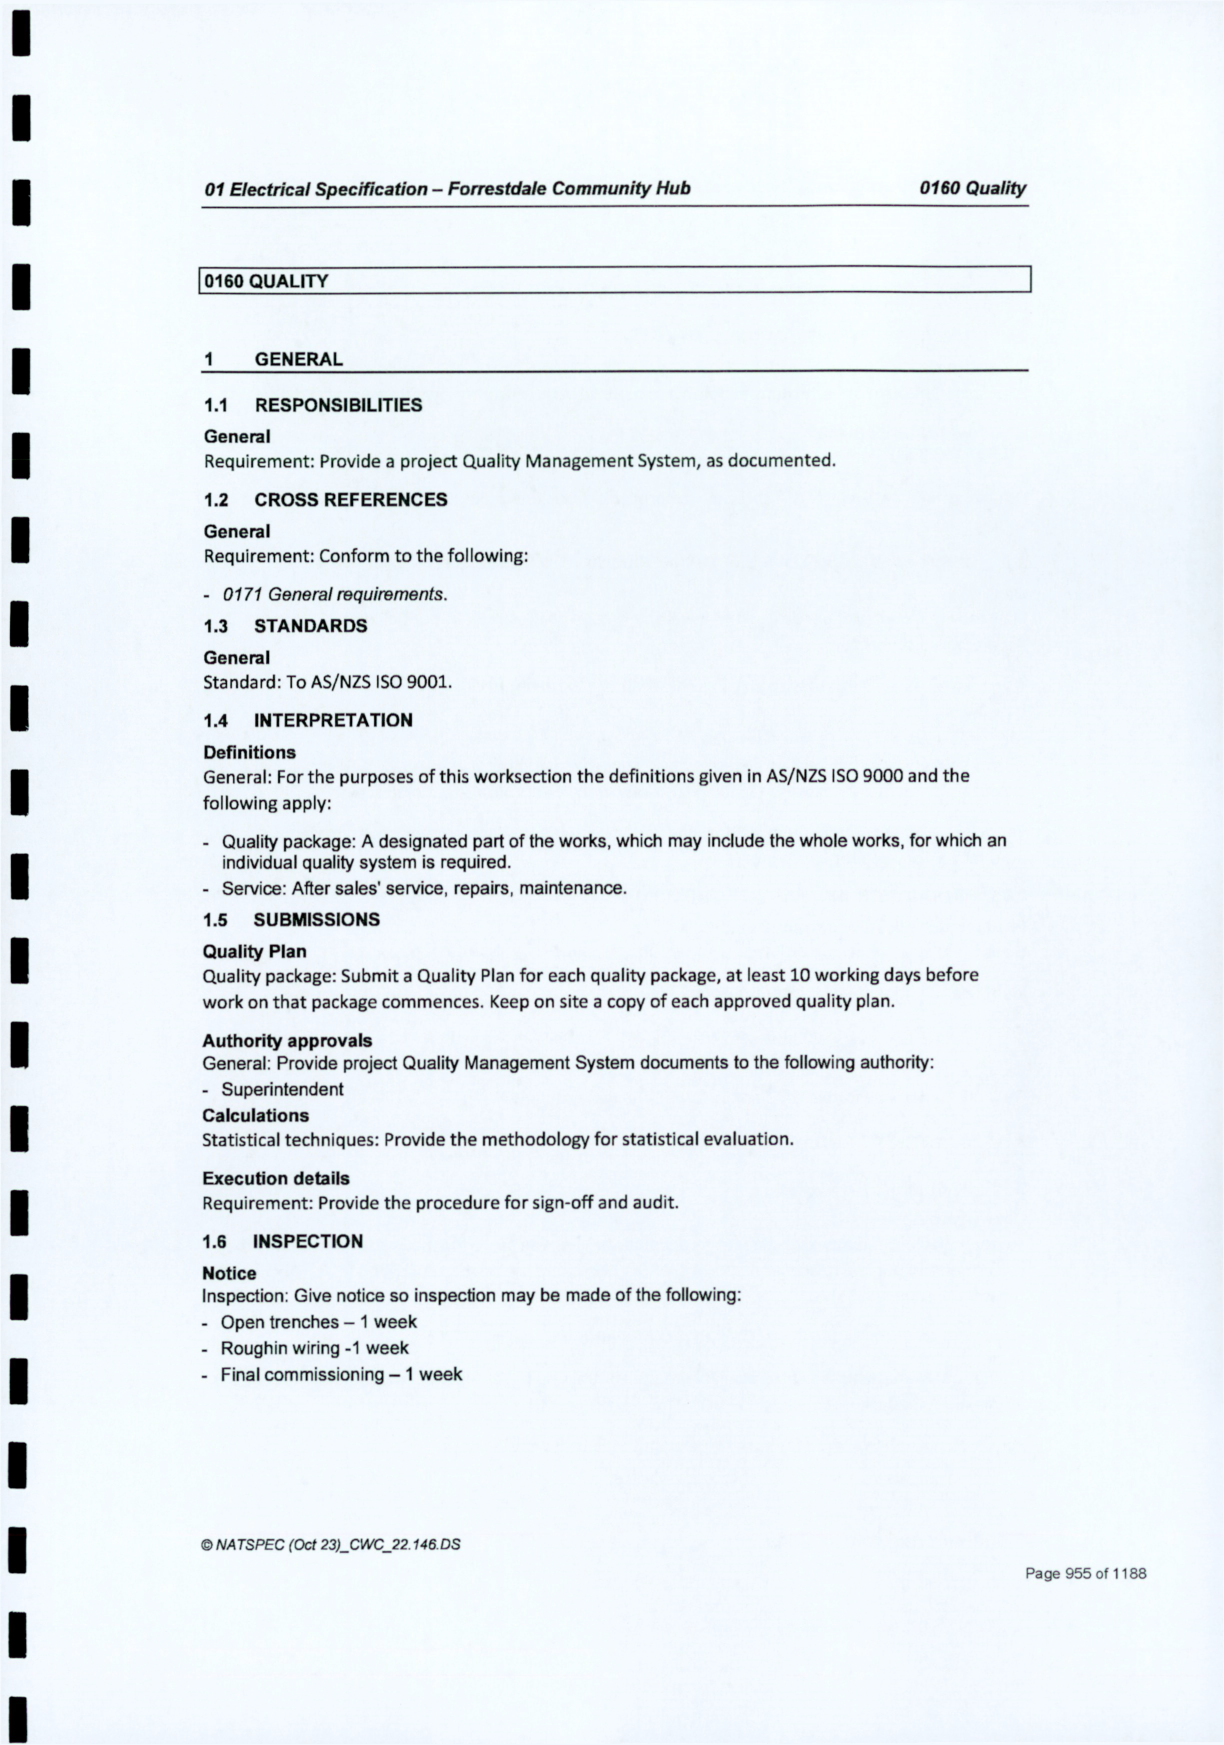 01 Electrical Specification – Forrestdale Community Hub 0160 Quality
0160 QUALITY
1 GENERAL
1.1 RESPONSIBILITIES
General
Requirement: Provide a project Quality Management System, as documented.
1.2 CROSS REFERENCES
General
Requirement: Conform to the following:
- 0171 General requirements.
1.3 STANDARDS
General
Standard: To AS/NZS ISO 9001.
1.4 INTERPRETATION
Definitions
General: For the purposes of this worksection the definitions given in AS/NZS ISO 9000 and the
following apply:
- Quality package: A designated part of the works, which may include the whole works, for which an
individual quality system is required.
- Service: After sales' service, repairs, maintenance.
1.5 SUBMISSIONS
Quality Plan
Quality package: Submit a Quality Plan for each quality package, at least 10 working days before
work on that package commences. Keep on site a copy of each approved quality plan.
Authority approvals
General: Provide project Quality Management System documents to the following authority:
- Superintendent
Calculations
Statistical techniques: Provide the methodology for statistical evaluation.
Execution details
Requirement: Provide the procedure for sign-off and audit.
1.6 INSPECTION
Notice
Inspection: Give notice so inspection may be made of the following:
- Open trenches – 1 week
- Roughin wiring -1 week
- Final commissioning – 1 week
© NATSPEC (Oct 23)_CWC_22.146.DS
Page 955 of 1188